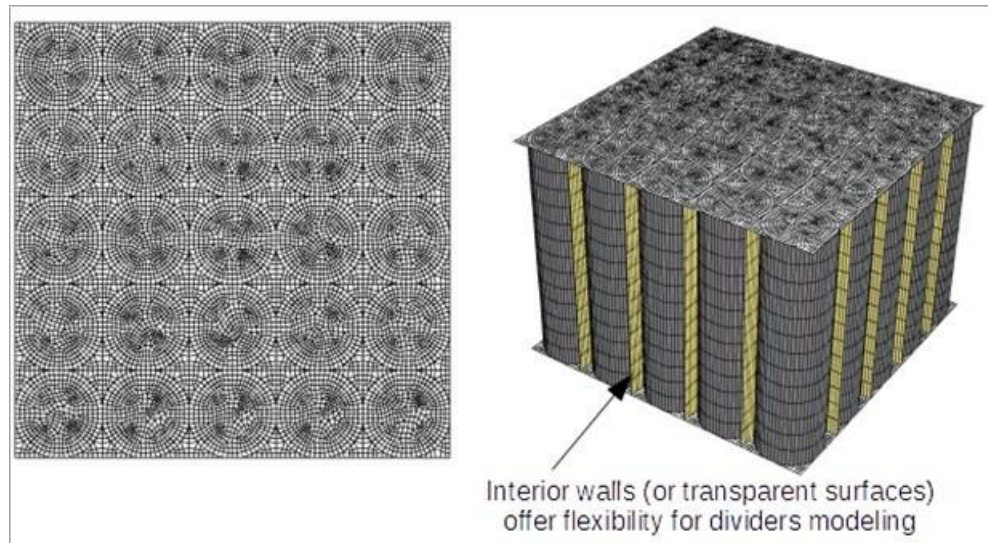 Interior walls (or transparent surfaces)
offer flexibility for dividers modeling